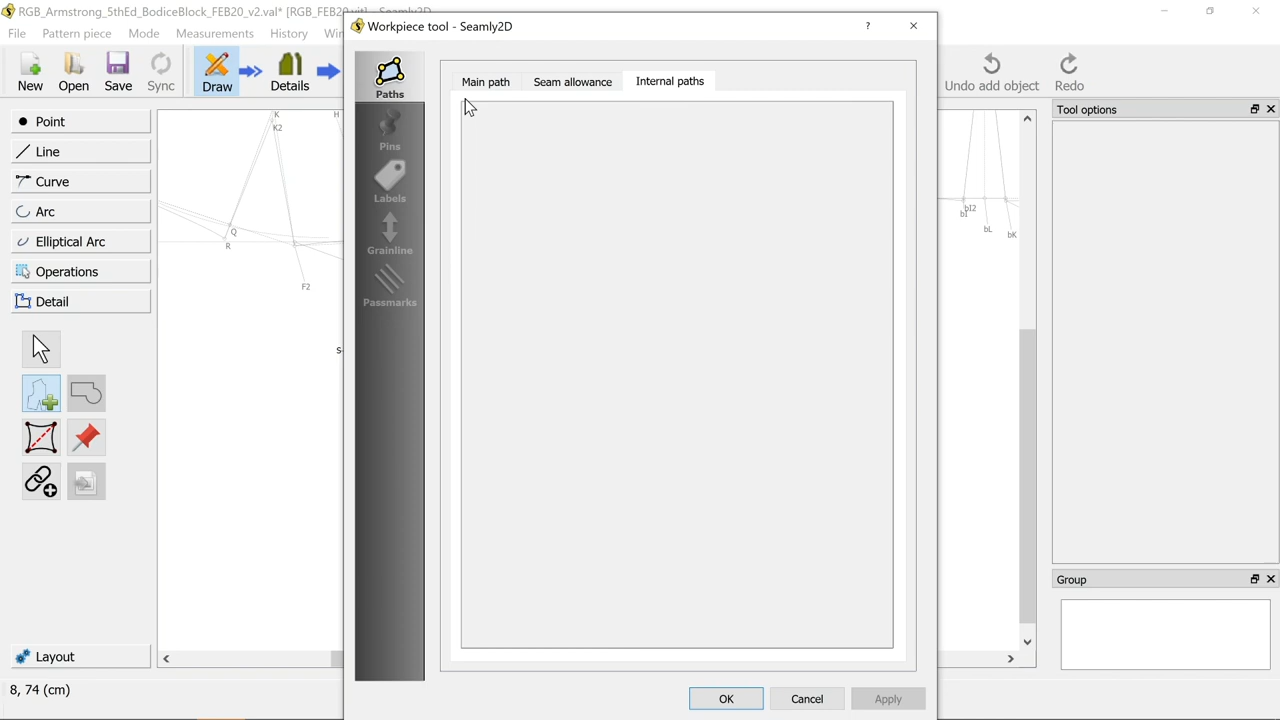 RGB_Armstrong_5thEd_BodiceBlock_FEB20_v2.val* [RGB_FEB20.vit] - Seamly2D
Workpiece tool - Seamly2D
File Pattern piece Mode Measurements History
New Open Save Sync Draw Details Undo add object Redo
Paths
Pins
Labels
Grainline
Passmarks
Main path Seam allowance Internal paths
Tool options
Point
Line
Curve
Arc
Elliptical Arc
Operations
Detail
K
H
K2
Q
R
F2
S
bI2
bI
bL
bK
Group
Layout
8, 74 (cm)
OK Cancel Apply